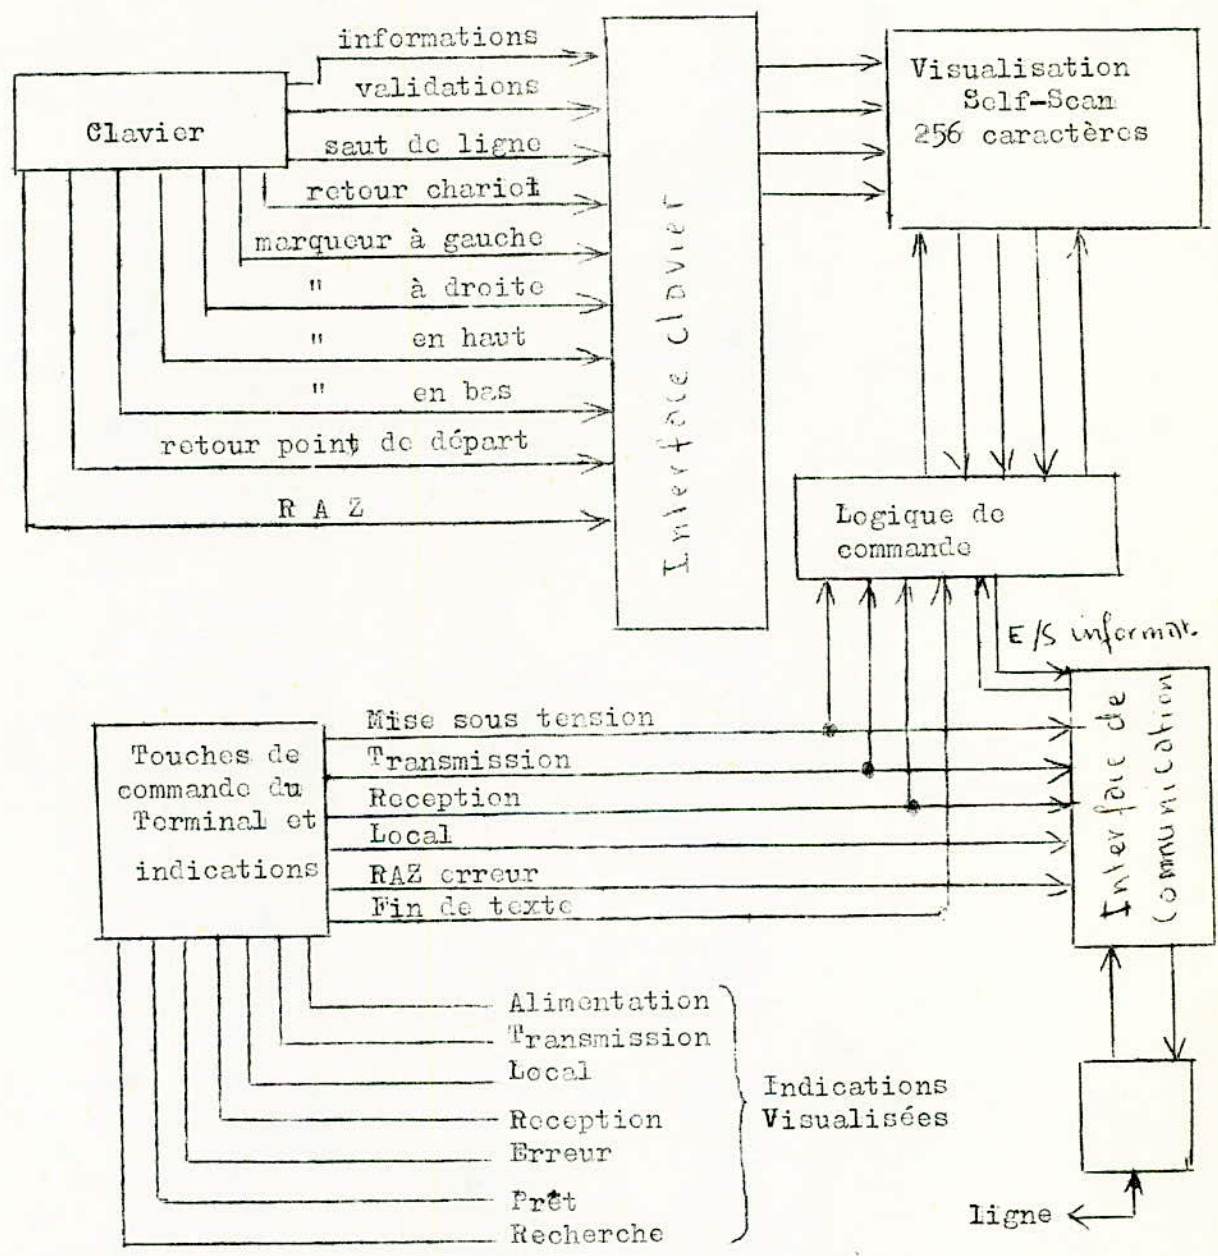 informations
validations
Clavier
saut de ligne
retour chariot
marqueur à gauche
" à droite
" en haut
" en bas
retour point de départ
R A Z
Interface clavier
Visualisation
Self-Scan
256 caractères
Logique de
commande
E/S informat.
Touches de
commande du
Terminal et
indications
Mise sous tension
Transmission
Reception
Local
RAZ erreur
Fin de texte
Interface de
Communication
Alimentation
Transmission
Local
Reception
Erreur
Prêt
Recherche
Indications
Visualisées
ligne